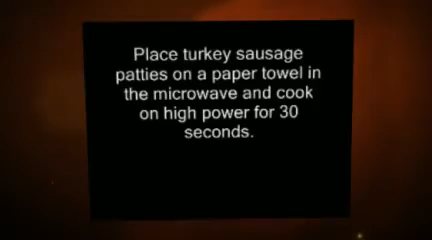 Place turkey sausage
patties on a paper towel in
the microwave and cook
on high power for 30
seconds.